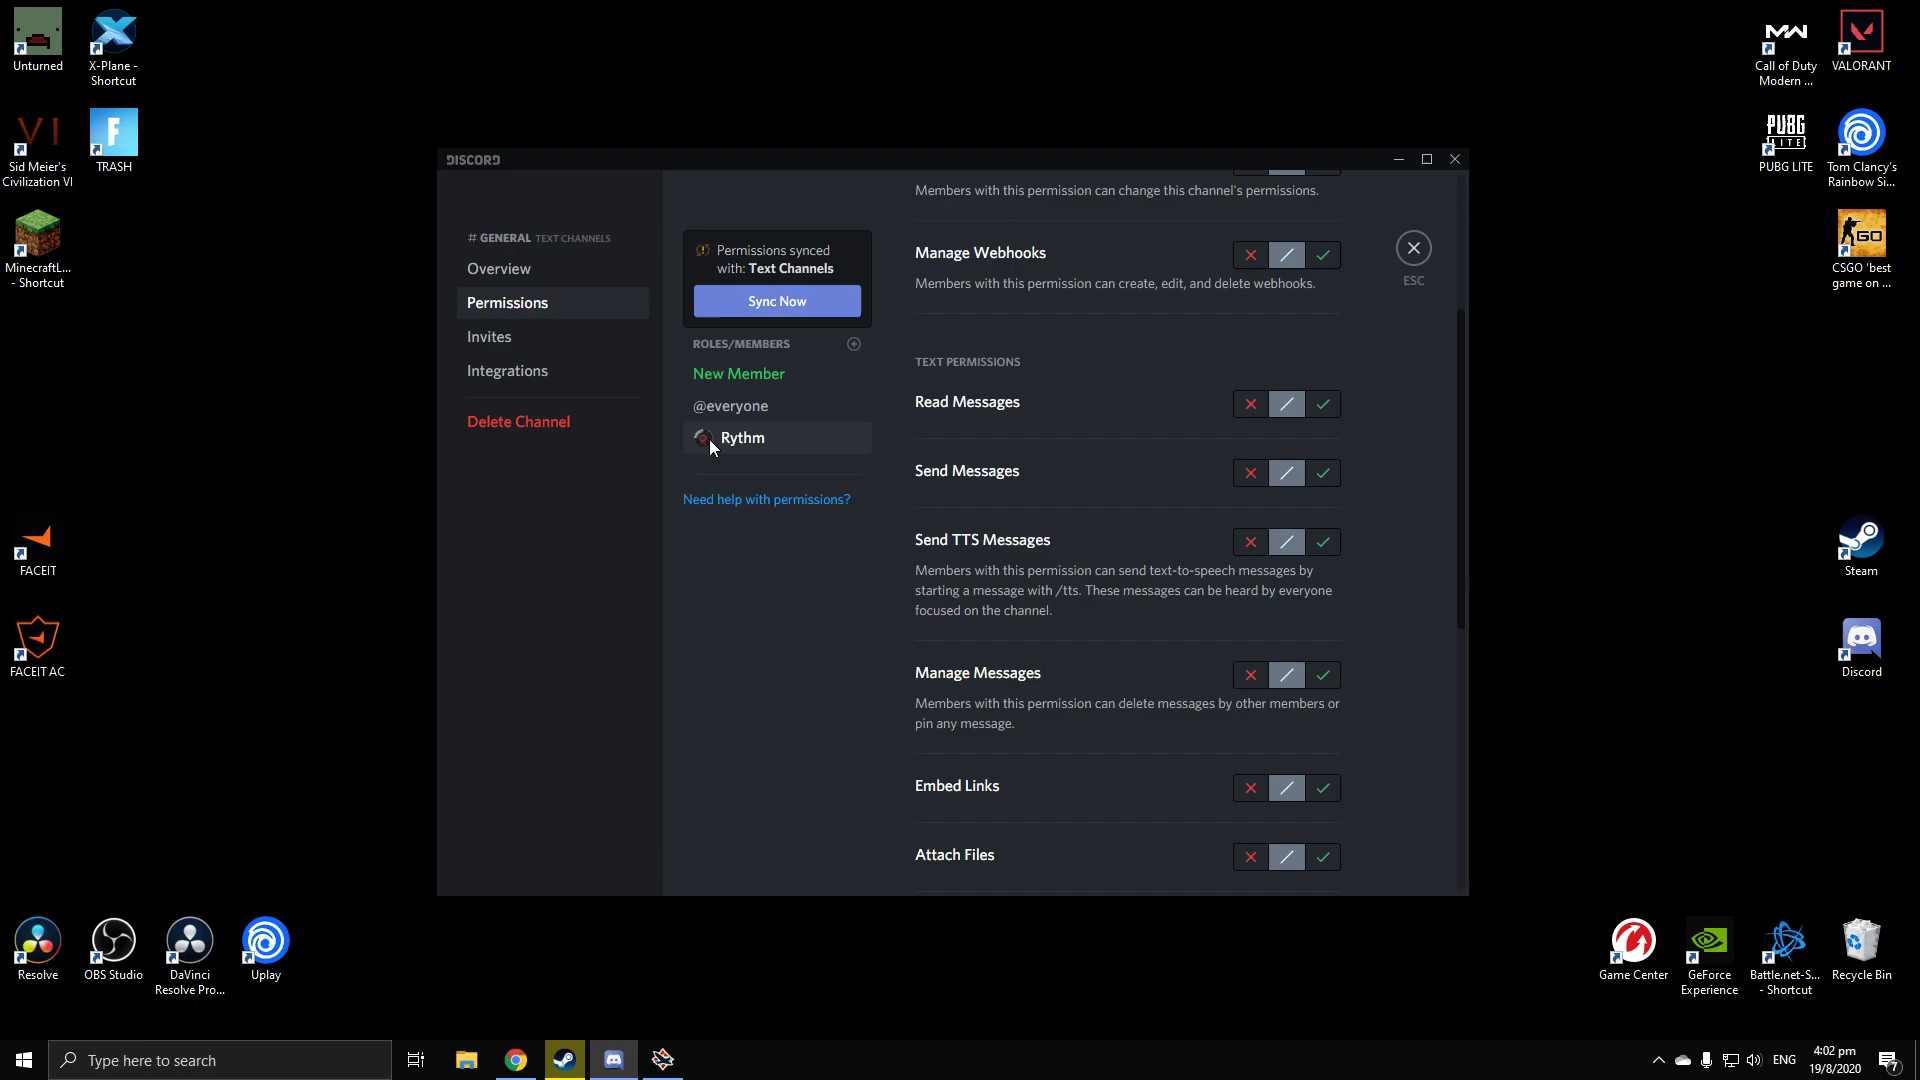 Unturned
X-Plane -
Shortcut
VI
Sid Meier's
Civilization VI
F
TRASH
MinecraftL...
- Shortcut
FACEIT
FACEIT AC
Resolve
OBS Studio
DaVinci
Resolve Pro...
Uplay
MW
Call of Duty
Modern ...
VALORANT
PUBG
LITE
PUBG LITE
Tom Clancy's
Rainbow Si...
GO
CSGO 'best
game on ...
Steam
Discord
Game Center
GeForce
Experience
Battle.net-S...
- Shortcut
Recycle Bin
DISCORD
# GENERAL TEXT CHANNELS
Overview
Permissions
Invites
Integrations
Delete Channel
Permissions synced
with: Text Channels
Sync Now
ROLES/MEMBERS
New Member
@everyone
Rythm
Need help with permissions?
Members with this permission can change this channel's permissions.
Manage Webhooks
Members with this permission can create, edit, and delete webhooks.
TEXT PERMISSIONS
Read Messages
Send Messages
Send TTS Messages
Members with this permission can send text-to-speech messages by
starting a message with /tts. These messages can be heard by everyone
focused on the channel.
Manage Messages
Members with this permission can delete messages by other members or
pin any message.
Embed Links
Attach Files
ESC
Type here to search
ENG
4:02 pm
19/8/2020
7